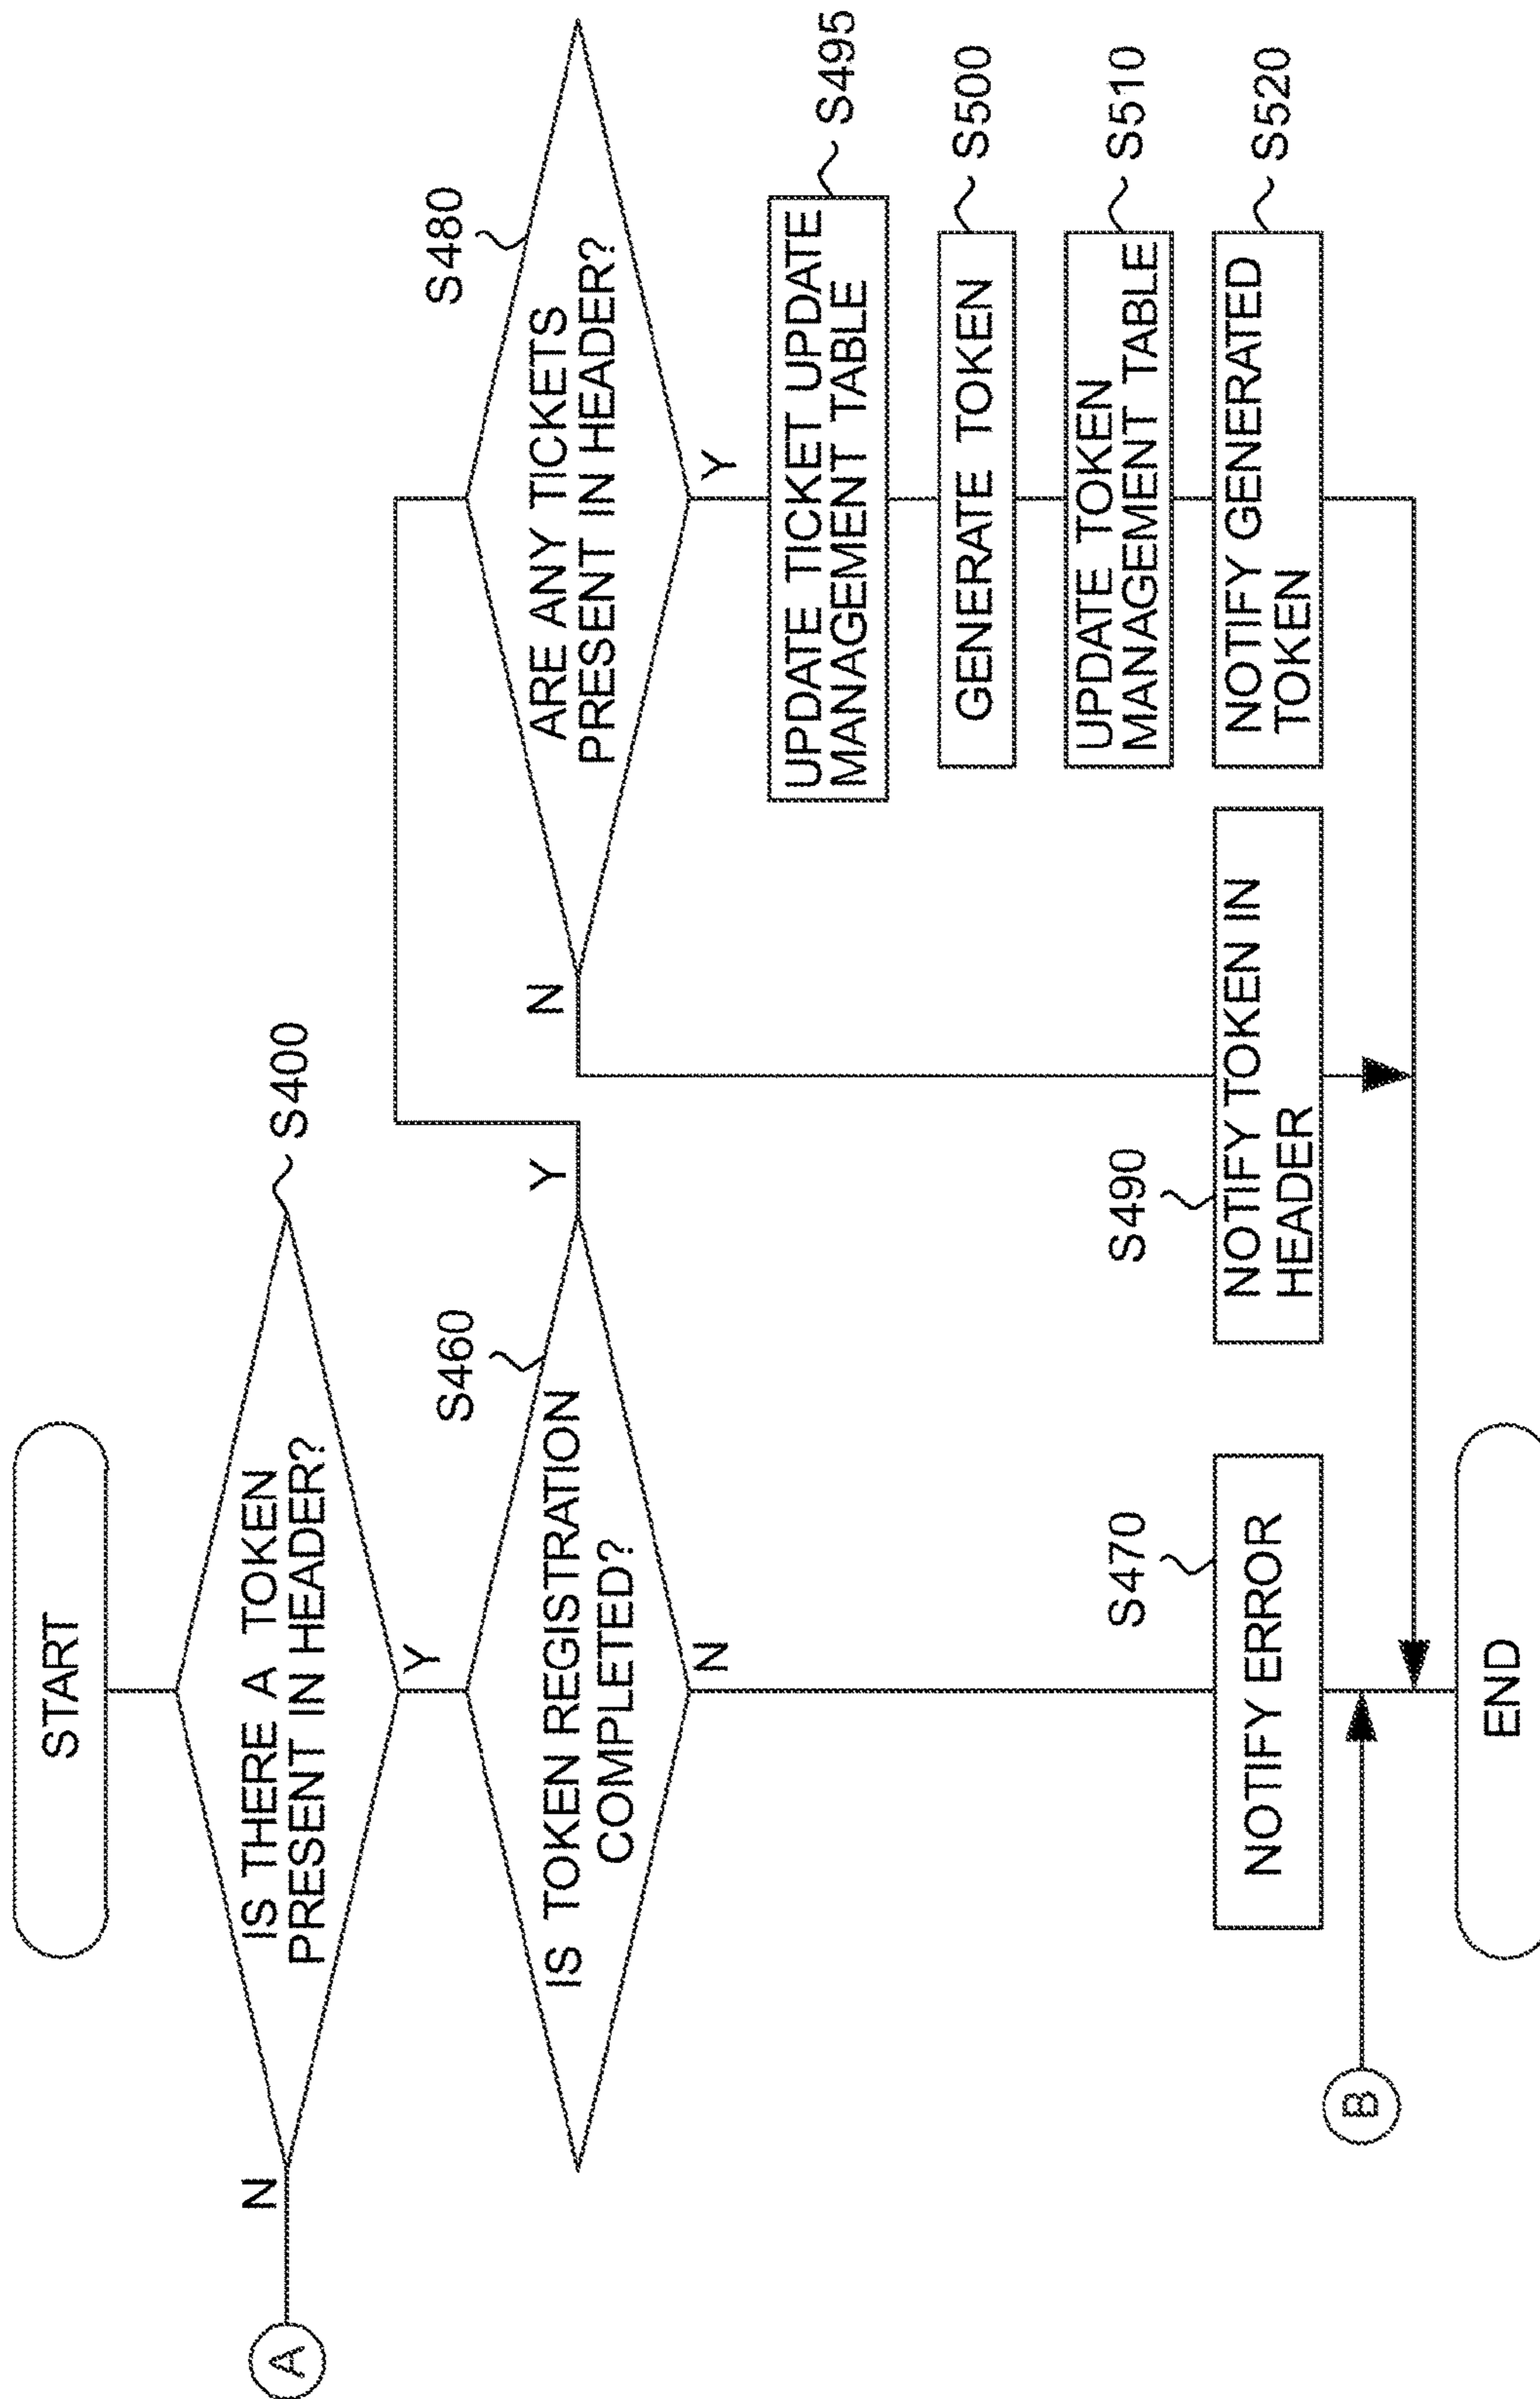 START
IS THERE A TOKEN
PRESENT IN HEADER?
S400
N
A
Y
IS TOKEN REGISTRATION
COMPLETED?
S460
Y
N
ARE ANY TICKETS
PRESENT IN HEADER?
S480
N
Y
UPDATE TICKET UPDATE
MANAGEMENT TABLE
S495
GENERATE TOKEN
S500
UPDATE TOKEN
MANAGEMENT TABLE
S510
NOTIFY ERROR
S470
NOTIFY TOKEN IN
HEADER
S490
NOTIFY GENERATED
TOKEN
S520
B
END